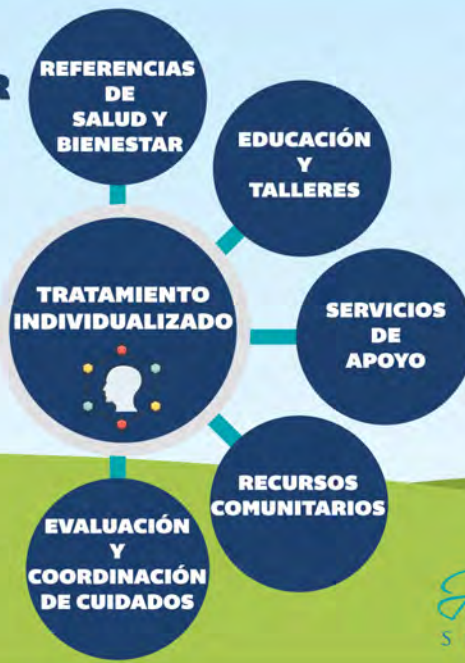 R
REFERENCIAS
DE
SALUD Y
BIENESTAR
EDUCACIÓN
Y
TALLERES
TRATAMIENTO
INDIVIDUALIZADO
SERVICIOS
DE
APOYO
RECURSOS
COMUNITARIOS
EVALUACIÓN
Y
COORDINACIÓN
DE CUIDADOS
S